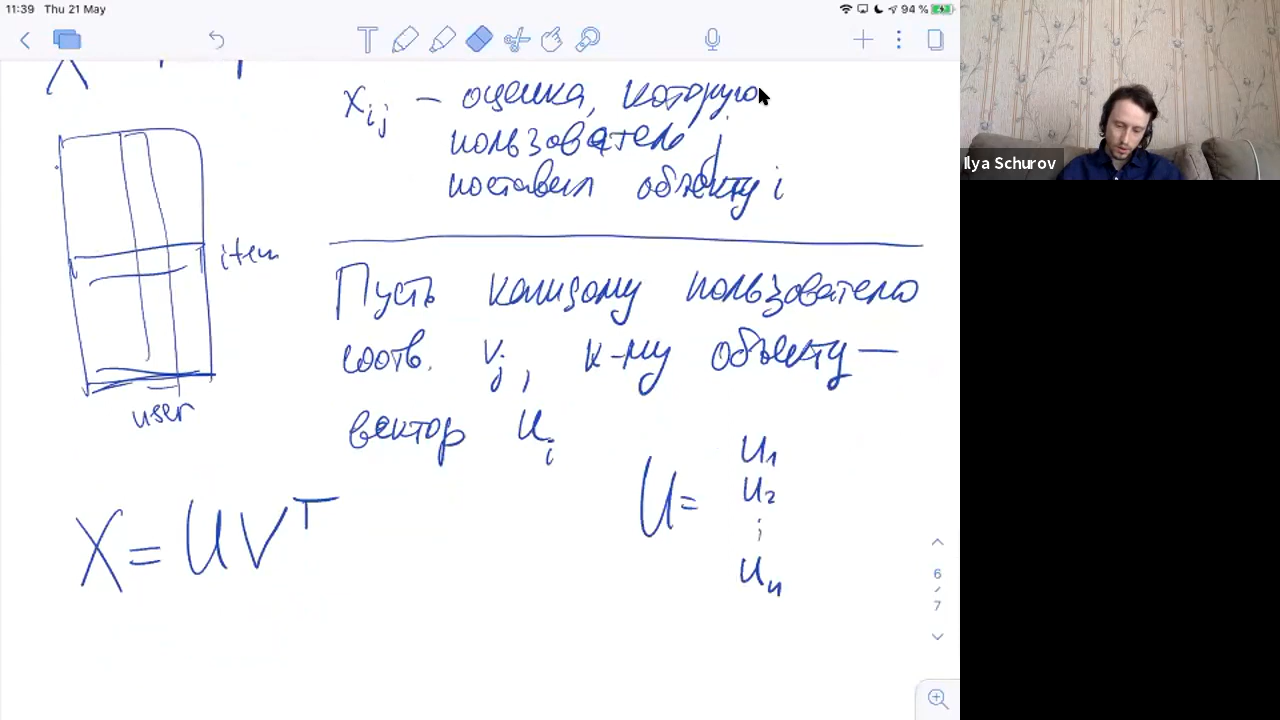 11:39 Thu 21 May
94 %
x_ij – оценка, которую
пользователь j
поставил объекту i
item
user
Пусть каждому пользователю
соотв. v_j, к-му объекту –
вектор u_i
X = UV^T
U =
u_1
u_2
⋮
u_n
6
/
7
Ilya Schurov